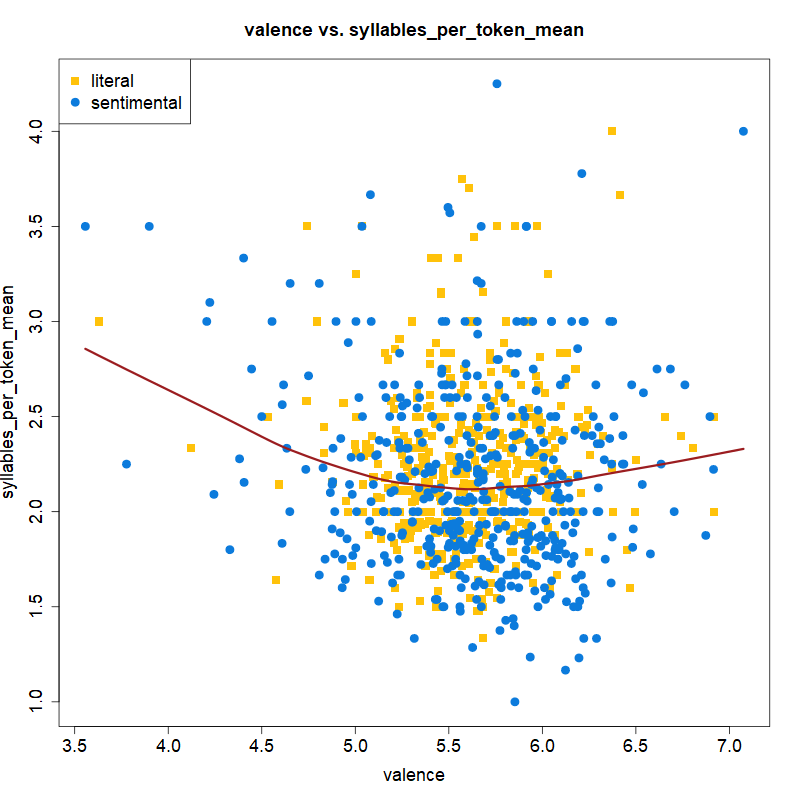 valence vs. syllables_per_token_mean
literal
sentimental
syllables_per_token_mean
4.0
3.5
3.0
2.5
2.0
1.5
1.0
3.5 4.0 4.5 5.0 5.5 6.0 6.5 7.0
valence